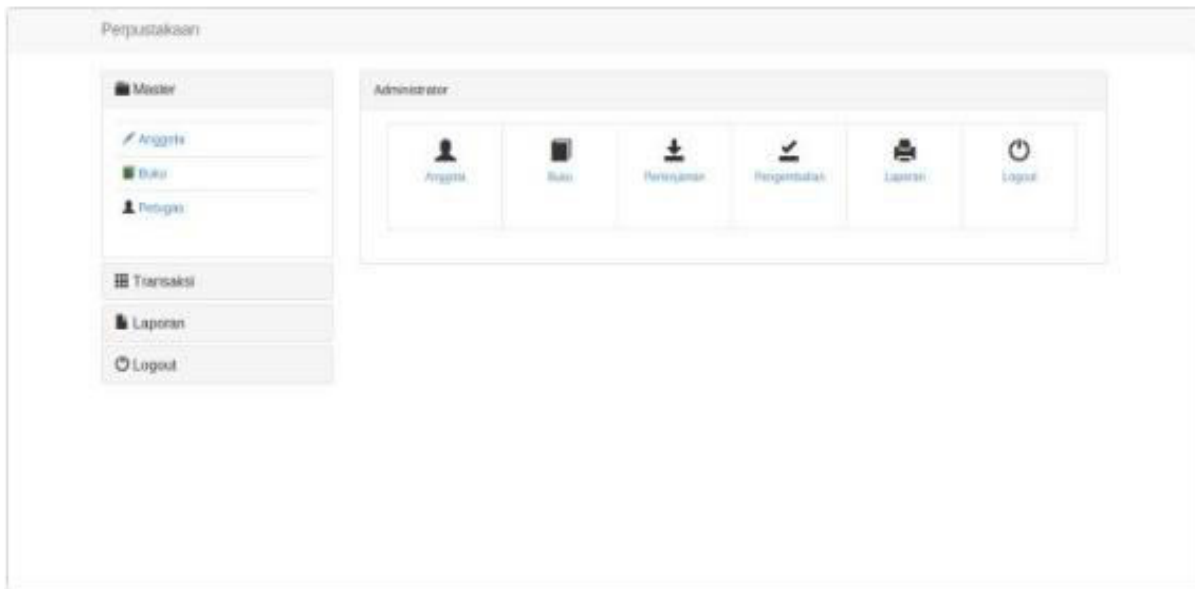 Perpustakaan
Master
Anggota
Buku
Petugas
Transaksi
Laporan
Logout
Administrator
Anggota
Buku
Peminjaman
Pengembalian
Laporan
Logout